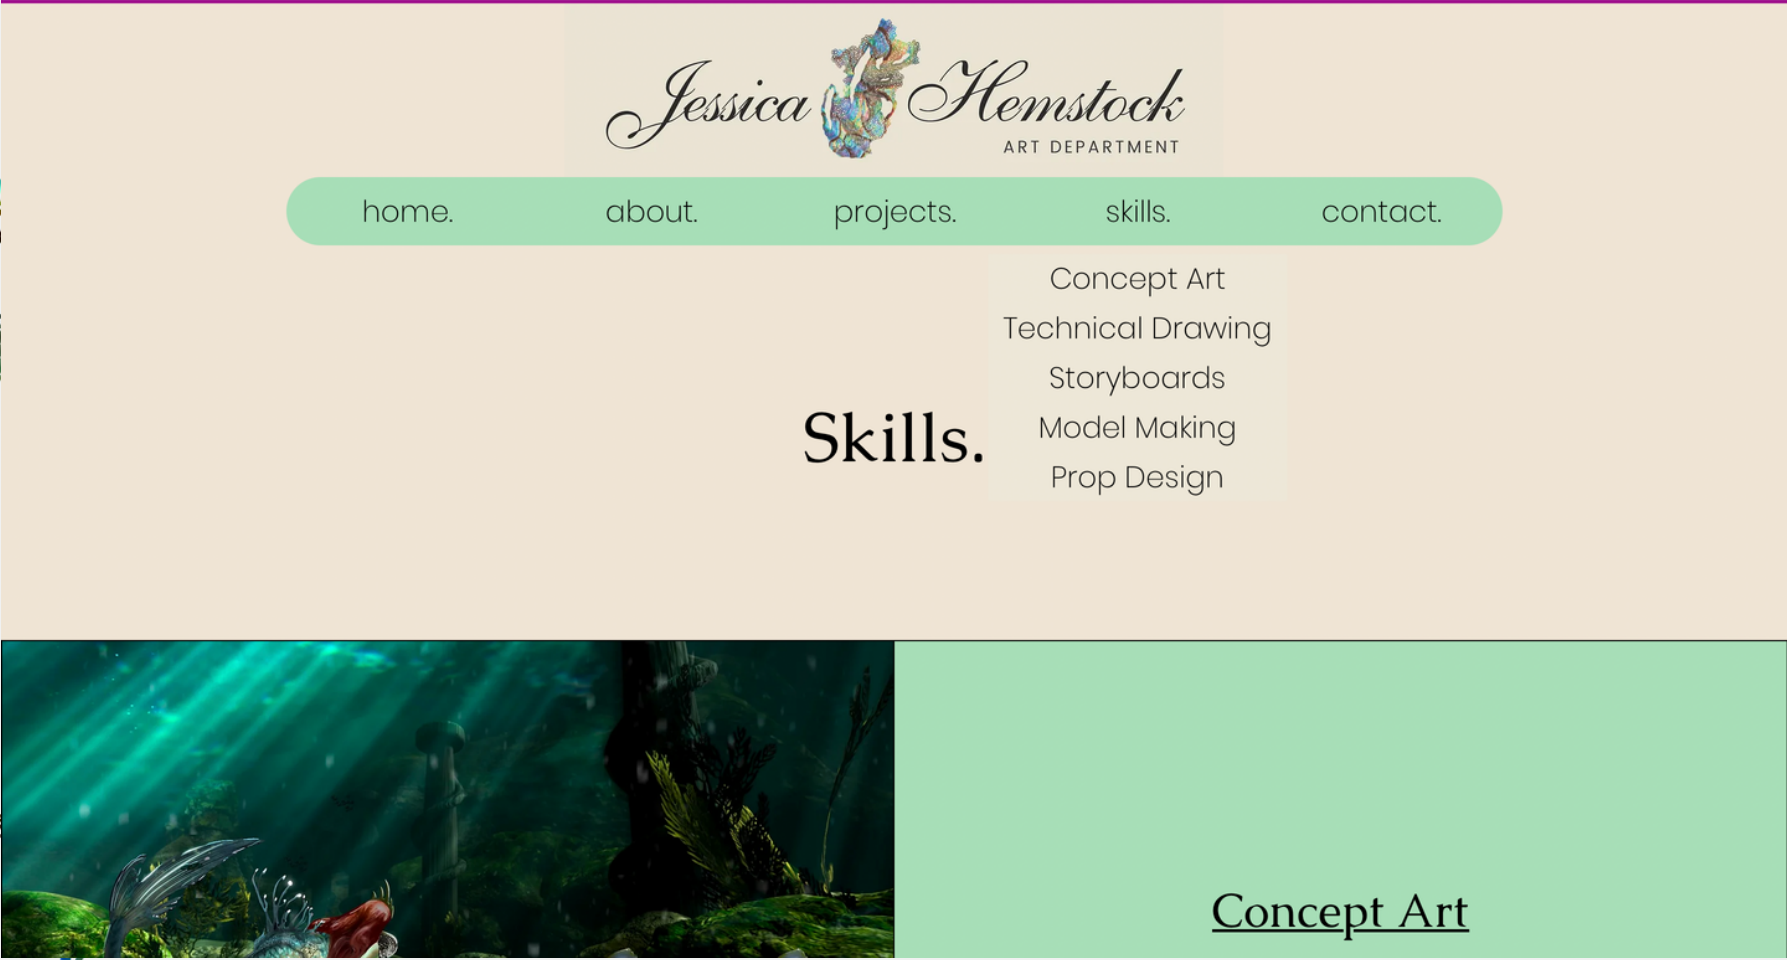 Jessica Hemstock
ART DEPARTMENT
home. about. projects. skills. contact.
Concept Art
Technical Drawing
Storyboards
Model Making
Prop Design
Skills.
Concept Art